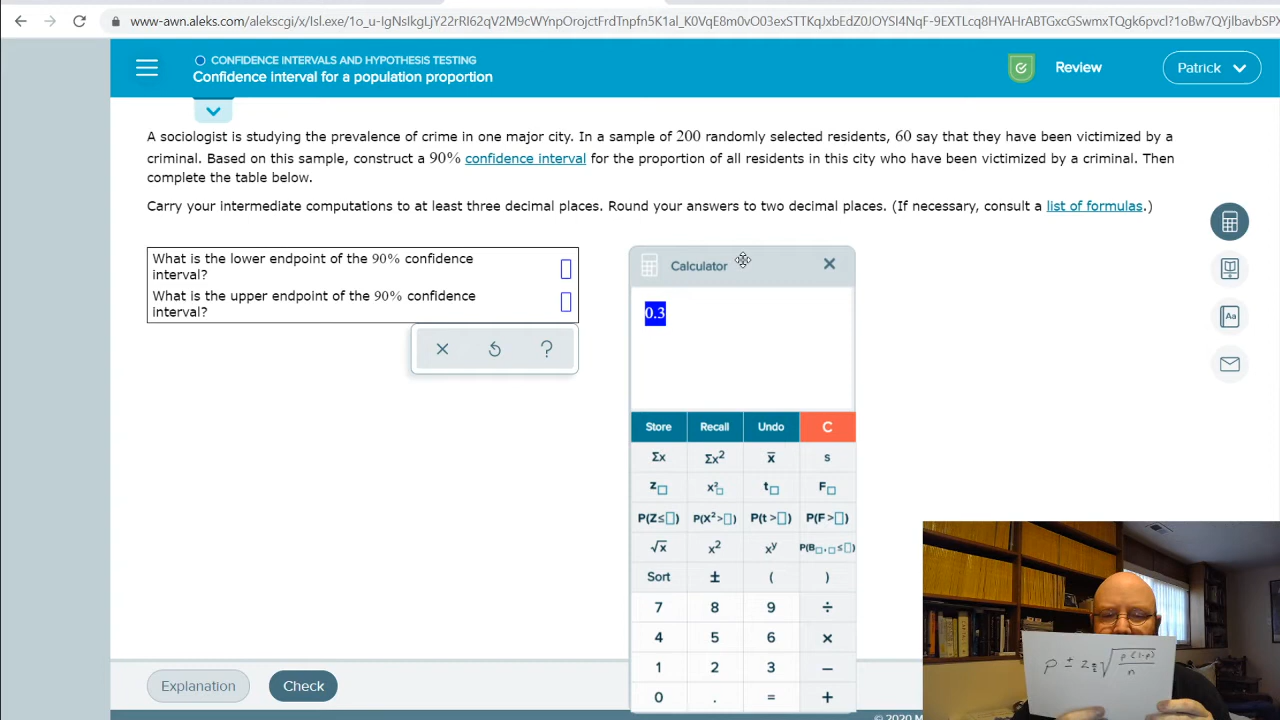 www-awn.aleks.com/alekscgi/x/Isl.exe/1o_u-IgNsIkgLjY22rRI62qV2M9cWYnpOrojctFrdTnpfn5K1al_K0VqE8m0vO03exSTTKqJxbEdZ0JOYSI4NqF-9EXTLcq8HYAHrABTGxcGSwmxTQgk6pvcl?1oBw7QYjlbavbSPX
CONFIDENCE INTERVALS AND HYPOTHESIS TESTING
Confidence interval for a population proportion
Review
Patrick
A sociologist is studying the prevalence of crime in one major city. In a sample of 200 randomly selected residents, 60 say that they have been victimized by a
criminal. Based on this sample, construct a 90% confidence interval for the proportion of all residents in this city who have been victimized by a criminal. Then
complete the table below.
Carry your intermediate computations to at least three decimal places. Round your answers to two decimal places. (If necessary, consult a list of formulas.)
What is the lower endpoint of the 90% confidence
interval?
What is the upper endpoint of the 90% confidence
interval?
× ↺ ?
Calculator ×
0.3
Store Recall Undo C
Σx Σx² x̅ s
z□ x²□ t□ F□
P(Z≤□) P(X²>□) P(t >□) P(F >□)
√x x² xʸ P(B□,□≤□)
Sort ± ( )
7 8 9 ÷
4 5 6 ×
1 2 3 −
0 . = +
Aa
p ± z α/2 √ p(1-p) / n
Explanation
Check
© 2020 M